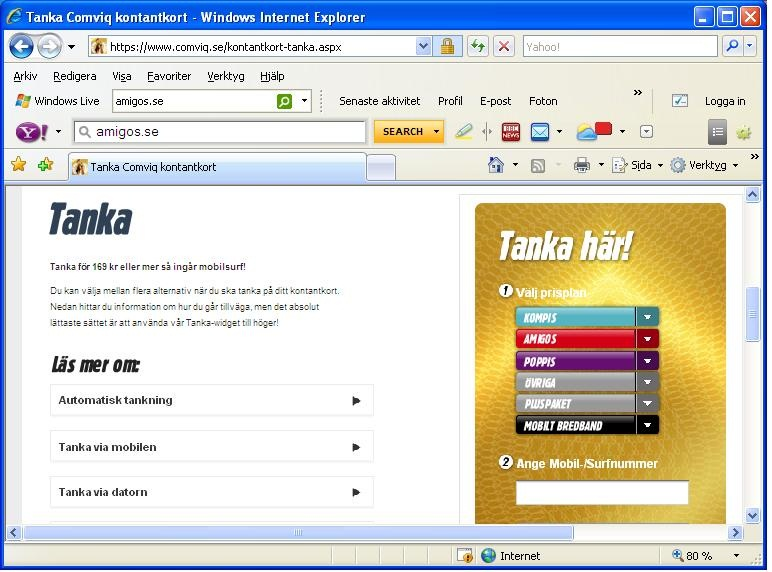 Tanka Comviq kontantkort - Windows Internet Explorer
https://www.comviq.se/kontantkort-tanka.aspx
Yahoo!
Arkiv Redigera Visa Favoriter Verktyg Hjälp
Windows Live amigos.se Senaste aktivitet Profil E-post Foton » Logga in
Y! amigos.se SEARCH BBC NEWS
Tanka Comviq kontantkort Sida Verktyg »
Tanka
Tanka för 169 kr eller mer så ingår mobilsurf!
Du kan välja mellan flera alternativ när du ska tanka på ditt kontantkort.
Nedan hittar du information om hur du går tillväga, men det absolut
lättaste sättet är att använda vår Tanka-widget till höger!
Läs mer om:
Automatisk tankning
Tanka via mobilen
Tanka via datorn
Tanka här!
1 Välj prisplan
KOMPIS
AMIGOS
POPPIS
ÖVRIGA
PLUSPAKET
MOBILT BREDBAND
2 Ange Mobil-/Surfnummer
Internet 80 %